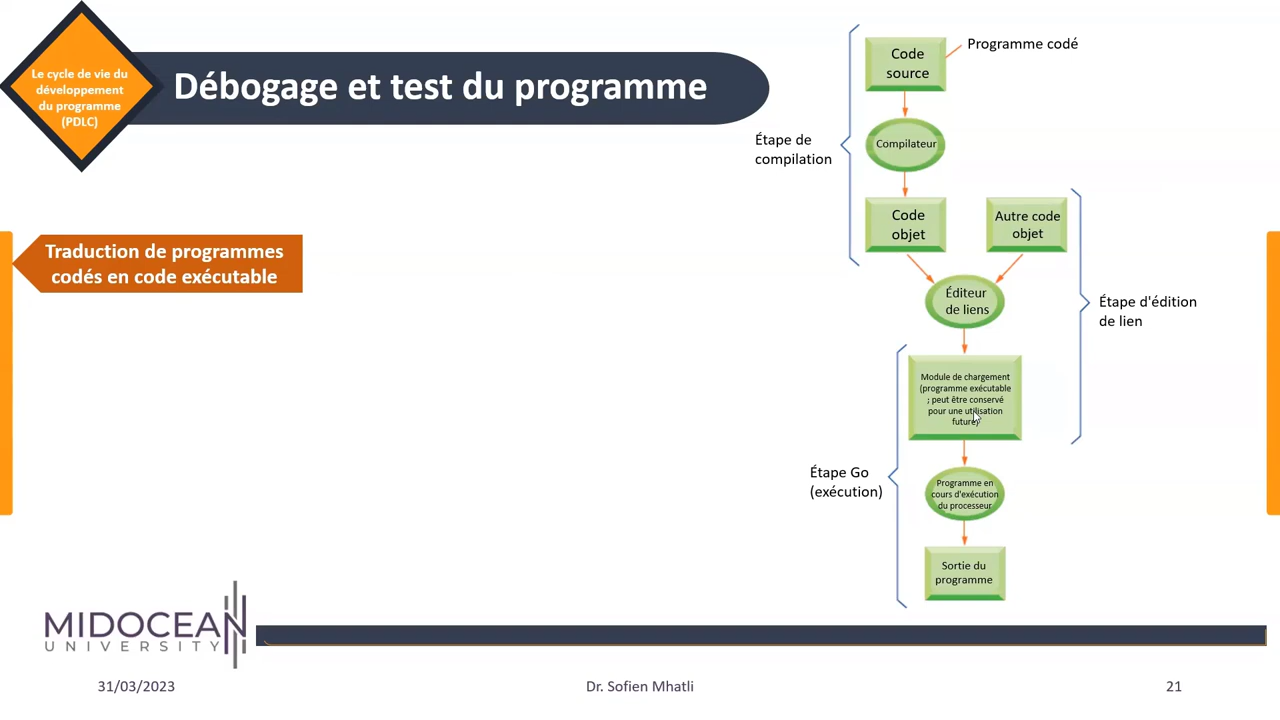 Le cycle de vie du
développement
du programme
(PDLC)
Débogage et test du programme
Traduction de programmes
codés en code exécutable
Code
source
Programme codé
Étape de
compilation
Compilateur
Code
objet
Autre code
objet
Éditeur
de liens
Étape d'édition
de lien
Module de chargement
(programme exécutable
; peut être conservé
pour une utilisation
future)
Étape Go
(exécution)
Programme en
cours d'exécution
du processeur
Sortie du
programme
MIDOCEAN
UNIVERSITY
31/03/2023
Dr. Sofien Mhatli
21